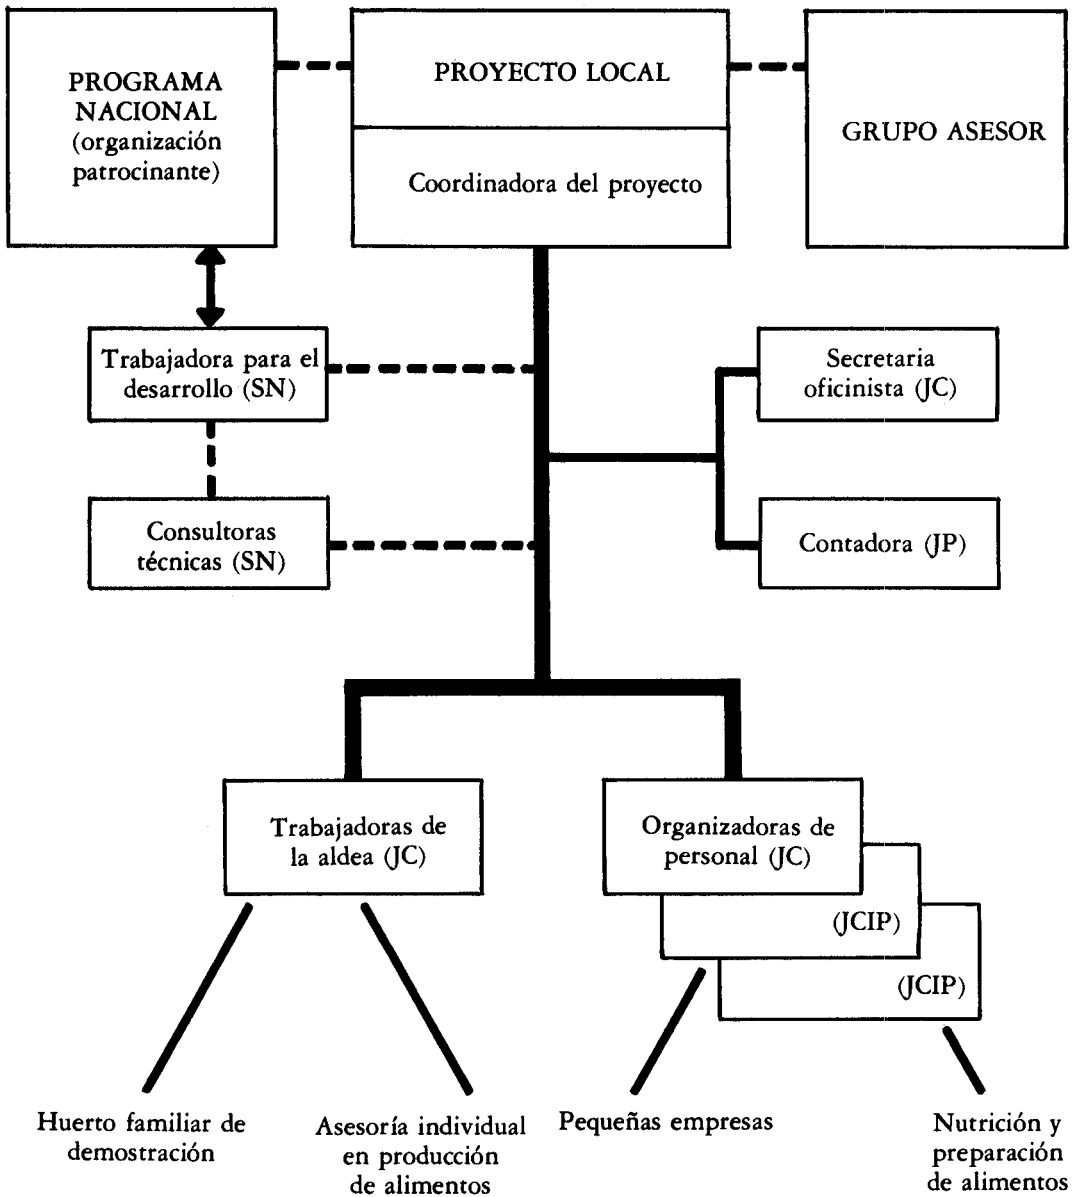 PROGRAMA
NACIONAL
(organización
patrocinante)
PROYECTO LOCAL
Coordinadora del proyecto
GRUPO ASESOR
Trabajadora para el
desarrollo (SN)
Secretaria
oficinista (JC)
Consultoras
técnicas (SN)
Contadora (JP)
Trabajadoras de
la aldea (JC)
Organizadoras de
personal (JC)
(JCIP)
(JCIP)
Huerto familiar de
demostración
Asesoría individual
en producción
de alimentos
Pequeñas empresas
Nutrición y
preparación
de alimentos